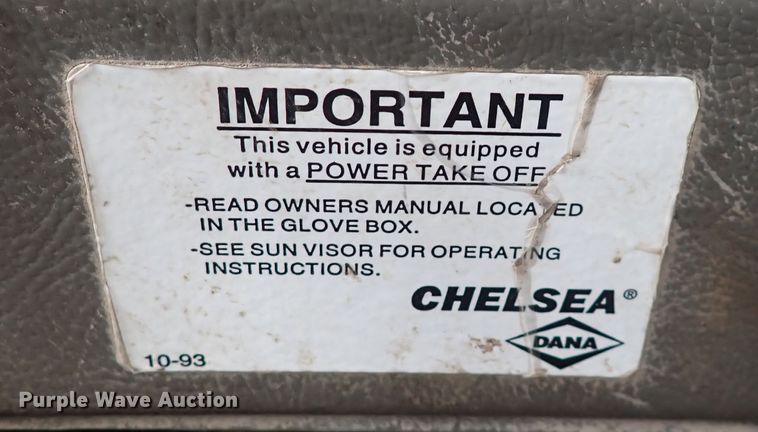 IMPORTANT
This vehicle is equipped
with a POWER TAKE OFF
-READ OWNERS MANUAL LOCATED
IN THE GLOVE BOX.
-SEE SUN VISOR FOR OPERATING
INSTRUCTIONS.
CHELSEA®
DANA
10-93
Purple Wave Auction